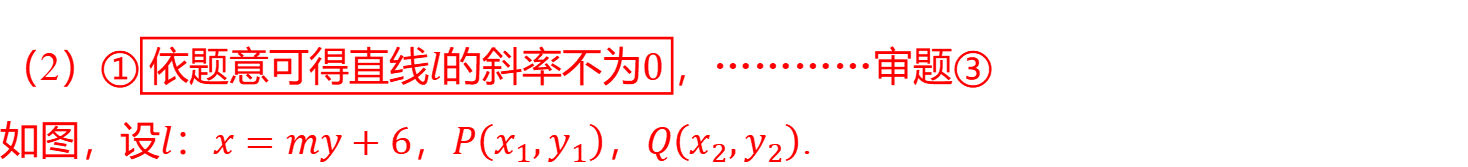 （2）①依题意可得直线l的斜率不为0，…………审题③
如图，设l：x = my + 6，P(x₁,y₁)，Q(x₂,y₂).